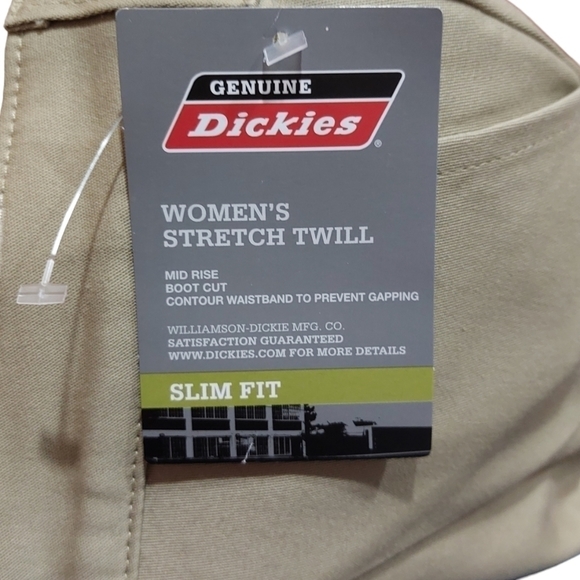 GENUINE
Dickies®
WOMEN'S
STRETCH TWILL
MID RISE
BOOT CUT
CONTOUR WAISTBAND TO PREVENT GAPPING
WILLIAMSON-DICKIE MFG. CO.
SATISFACTION GUARANTEED
WWW.DICKIES.COM FOR MORE DETAILS
SLIM FIT